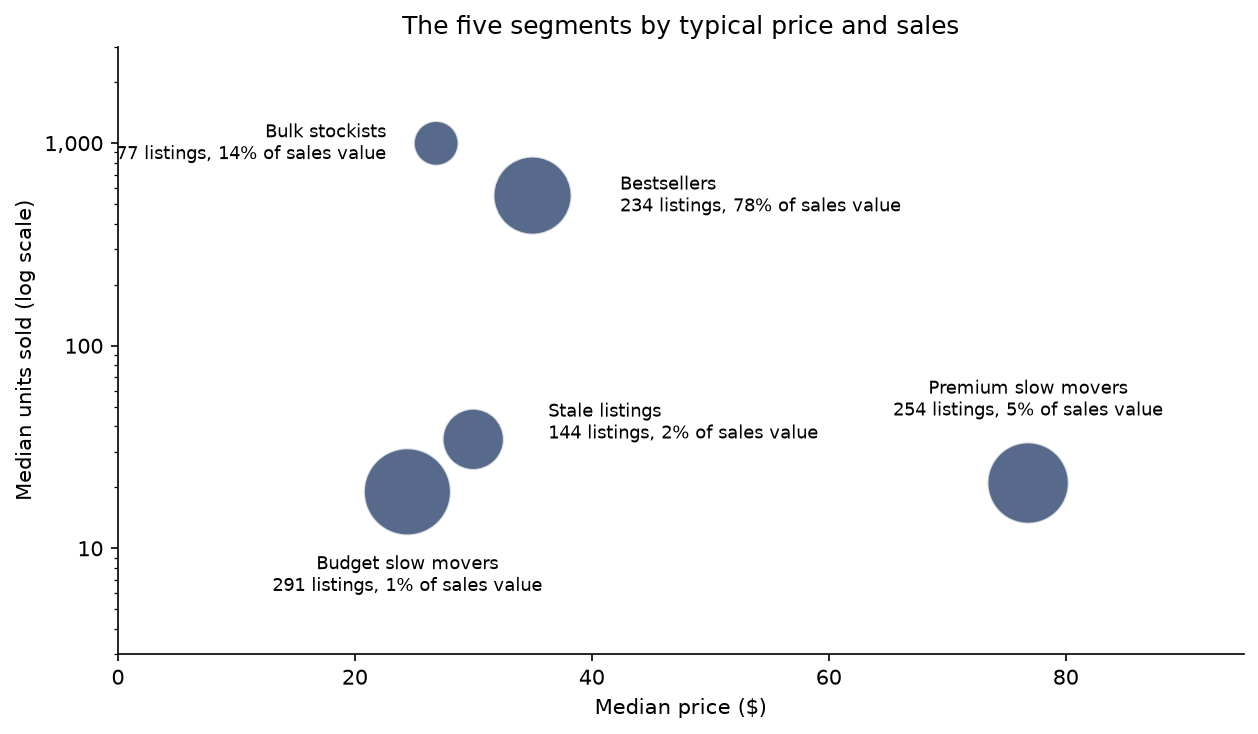 The five segments by typical price and sales
Bulk stockists
77 listings, 14% of sales value
1,000
Bestsellers
234 listings, 78% of sales value
Median units sold (log scale)
100
Premium slow movers
254 listings, 5% of sales value
Stale listings
144 listings, 2% of sales value
10
Budget slow movers
291 listings, 1% of sales value
0
20
40
60
80
Median price ($)